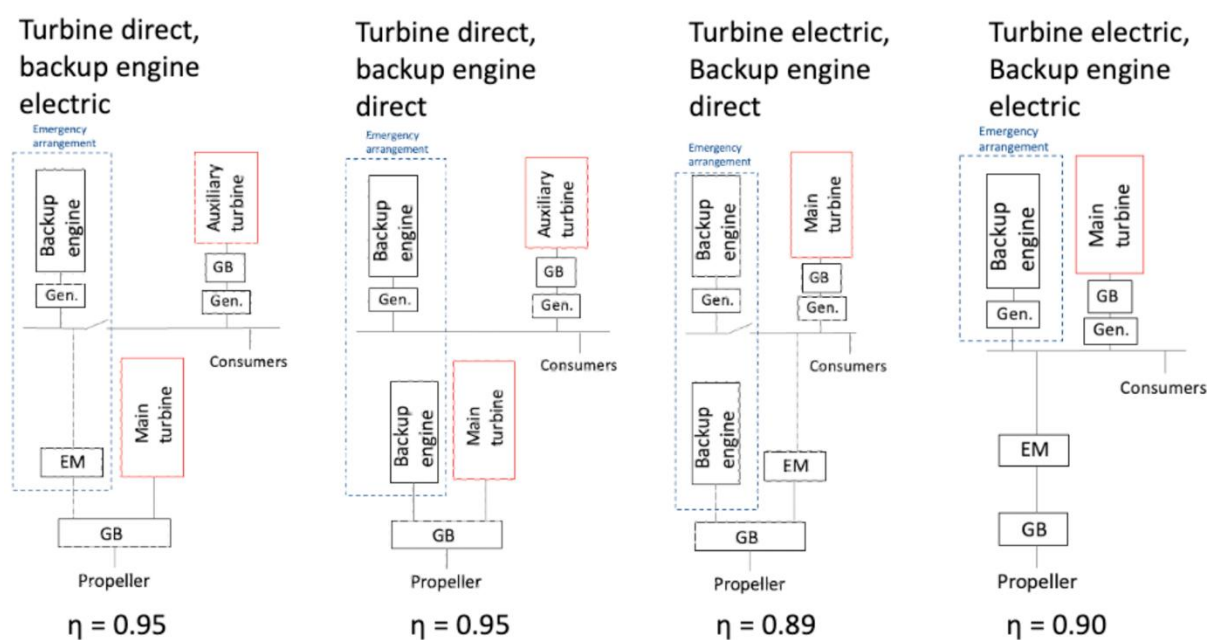 Turbine direct,
backup engine
electric
Emergency
arrangement
Backup
engine
Gen.
Auxiliary
turbine
GB
Gen.
Consumers
Main
turbine
EM
GB
Propeller
η = 0.95
Turbine direct,
backup engine
direct
Emergency
arrangement
Backup
engine
Gen.
Auxiliary
turbine
GB
Gen.
Consumers
Backup
engine
Main
turbine
GB
Propeller
η = 0.95
Turbine electric,
Backup engine
direct
Emergency
arrangement
Backup
engine
Gen.
Main
turbine
GB
Gen.
Consumers
Backup
engine
EM
GB
Propeller
η = 0.89
Turbine electric,
Backup engine
electric
Emergency
arrangement
Backup
engine
Gen.
Main
turbine
GB
Gen.
Consumers
EM
GB
Propeller
η = 0.90